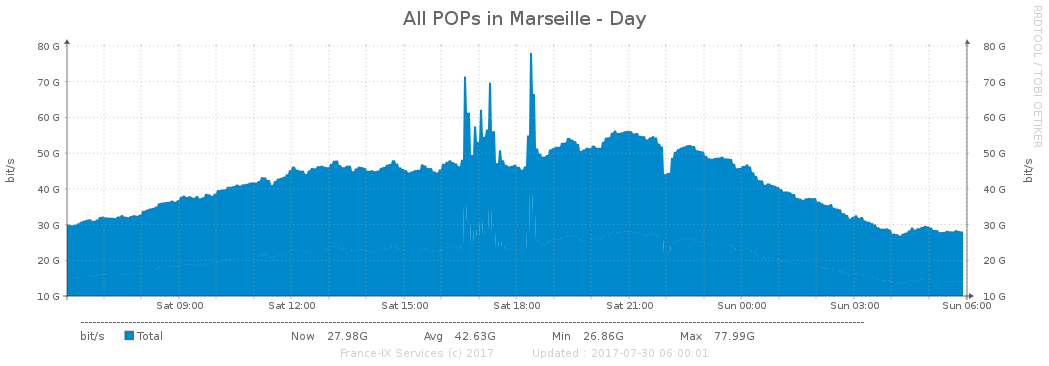 All POPs in Marseille - Day
RRDTOOL / TOBI OETIKER
80 G 80 G
70 G 70 G
60 G 60 G
50 G 50 G
40 G 40 G
30 G 30 G
20 G 20 G
10 G 10 G
bit/s bit/s
Sat 09:00 Sat 12:00 Sat 15:00 Sat 18:00 Sat 21:00 Sun 00:00 Sun 03:00 Sun 06:00
bit/s Total Now 27.98G Avg 42.63G Min 26.86G Max 77.99G
France-IX Services (c) 2017 Updated : 2017-07-30 06:00:01